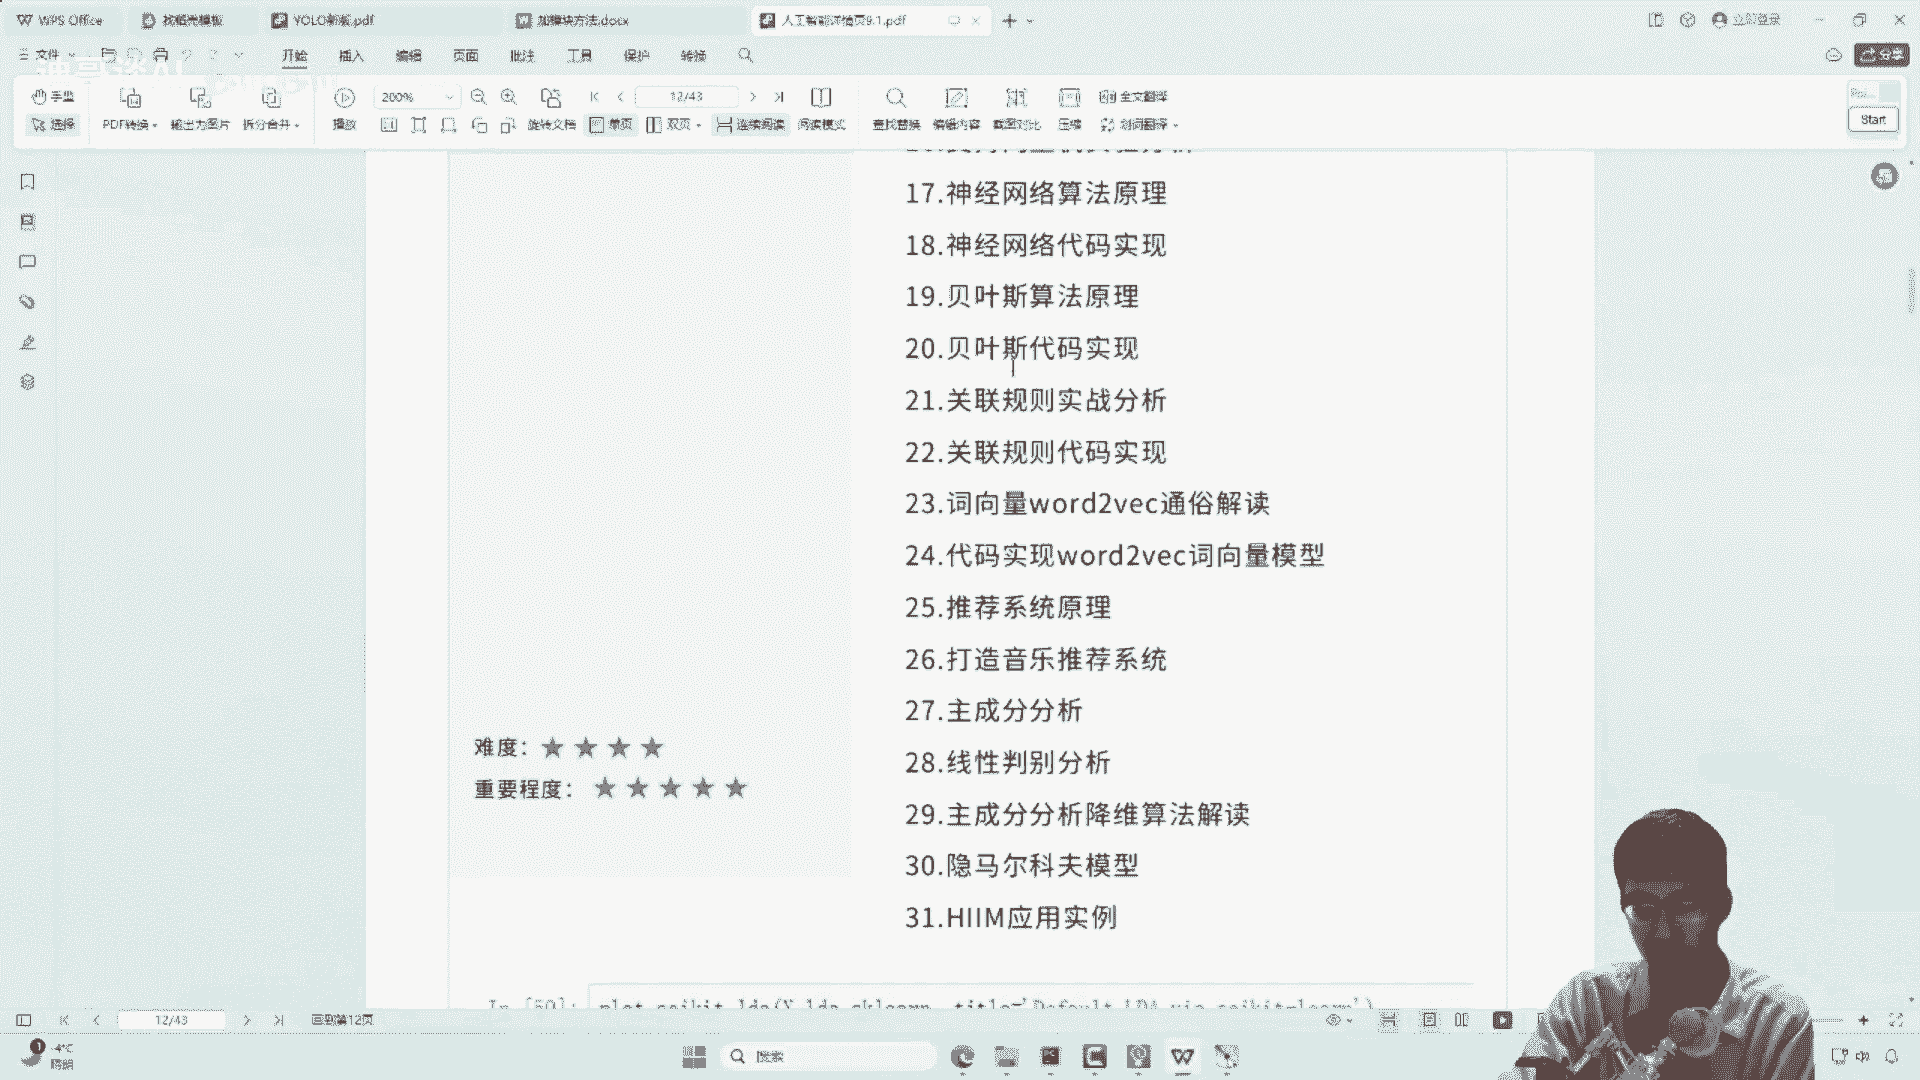 WPS Office
稻壳模板
YOLO新版.pdf
加模块方法.docx
人工智能详情页9.1.pdf
立即登录
文件
开始
插入
编辑
页面
批注
工具
保护
转换
分享
手型
选择
PDF转换
输出为图片
拆分合并
播放
200%
旋转文档
12/43
单页
双页
连续阅读
阅读模式
查找替换
编辑内容
截图对比
压缩
全文翻译
划词翻译
Start
17.神经网络算法原理
18.神经网络代码实现
19.贝叶斯算法原理
20.贝叶斯代码实现
21.关联规则实战分析
22.关联规则代码实现
23.词向量word2vec通俗解读
24.代码实现word2vec词向量模型
25.推荐系统原理
26.打造音乐推荐系统
27.主成分分析
28.线性判别分析
29.主成分分析降维算法解读
30.隐马尔科夫模型
31.HIIM应用实例
难度：★★★★
重要程度：★★★★★
12/43
回到第12页
1
-4°C
晴朗
搜索